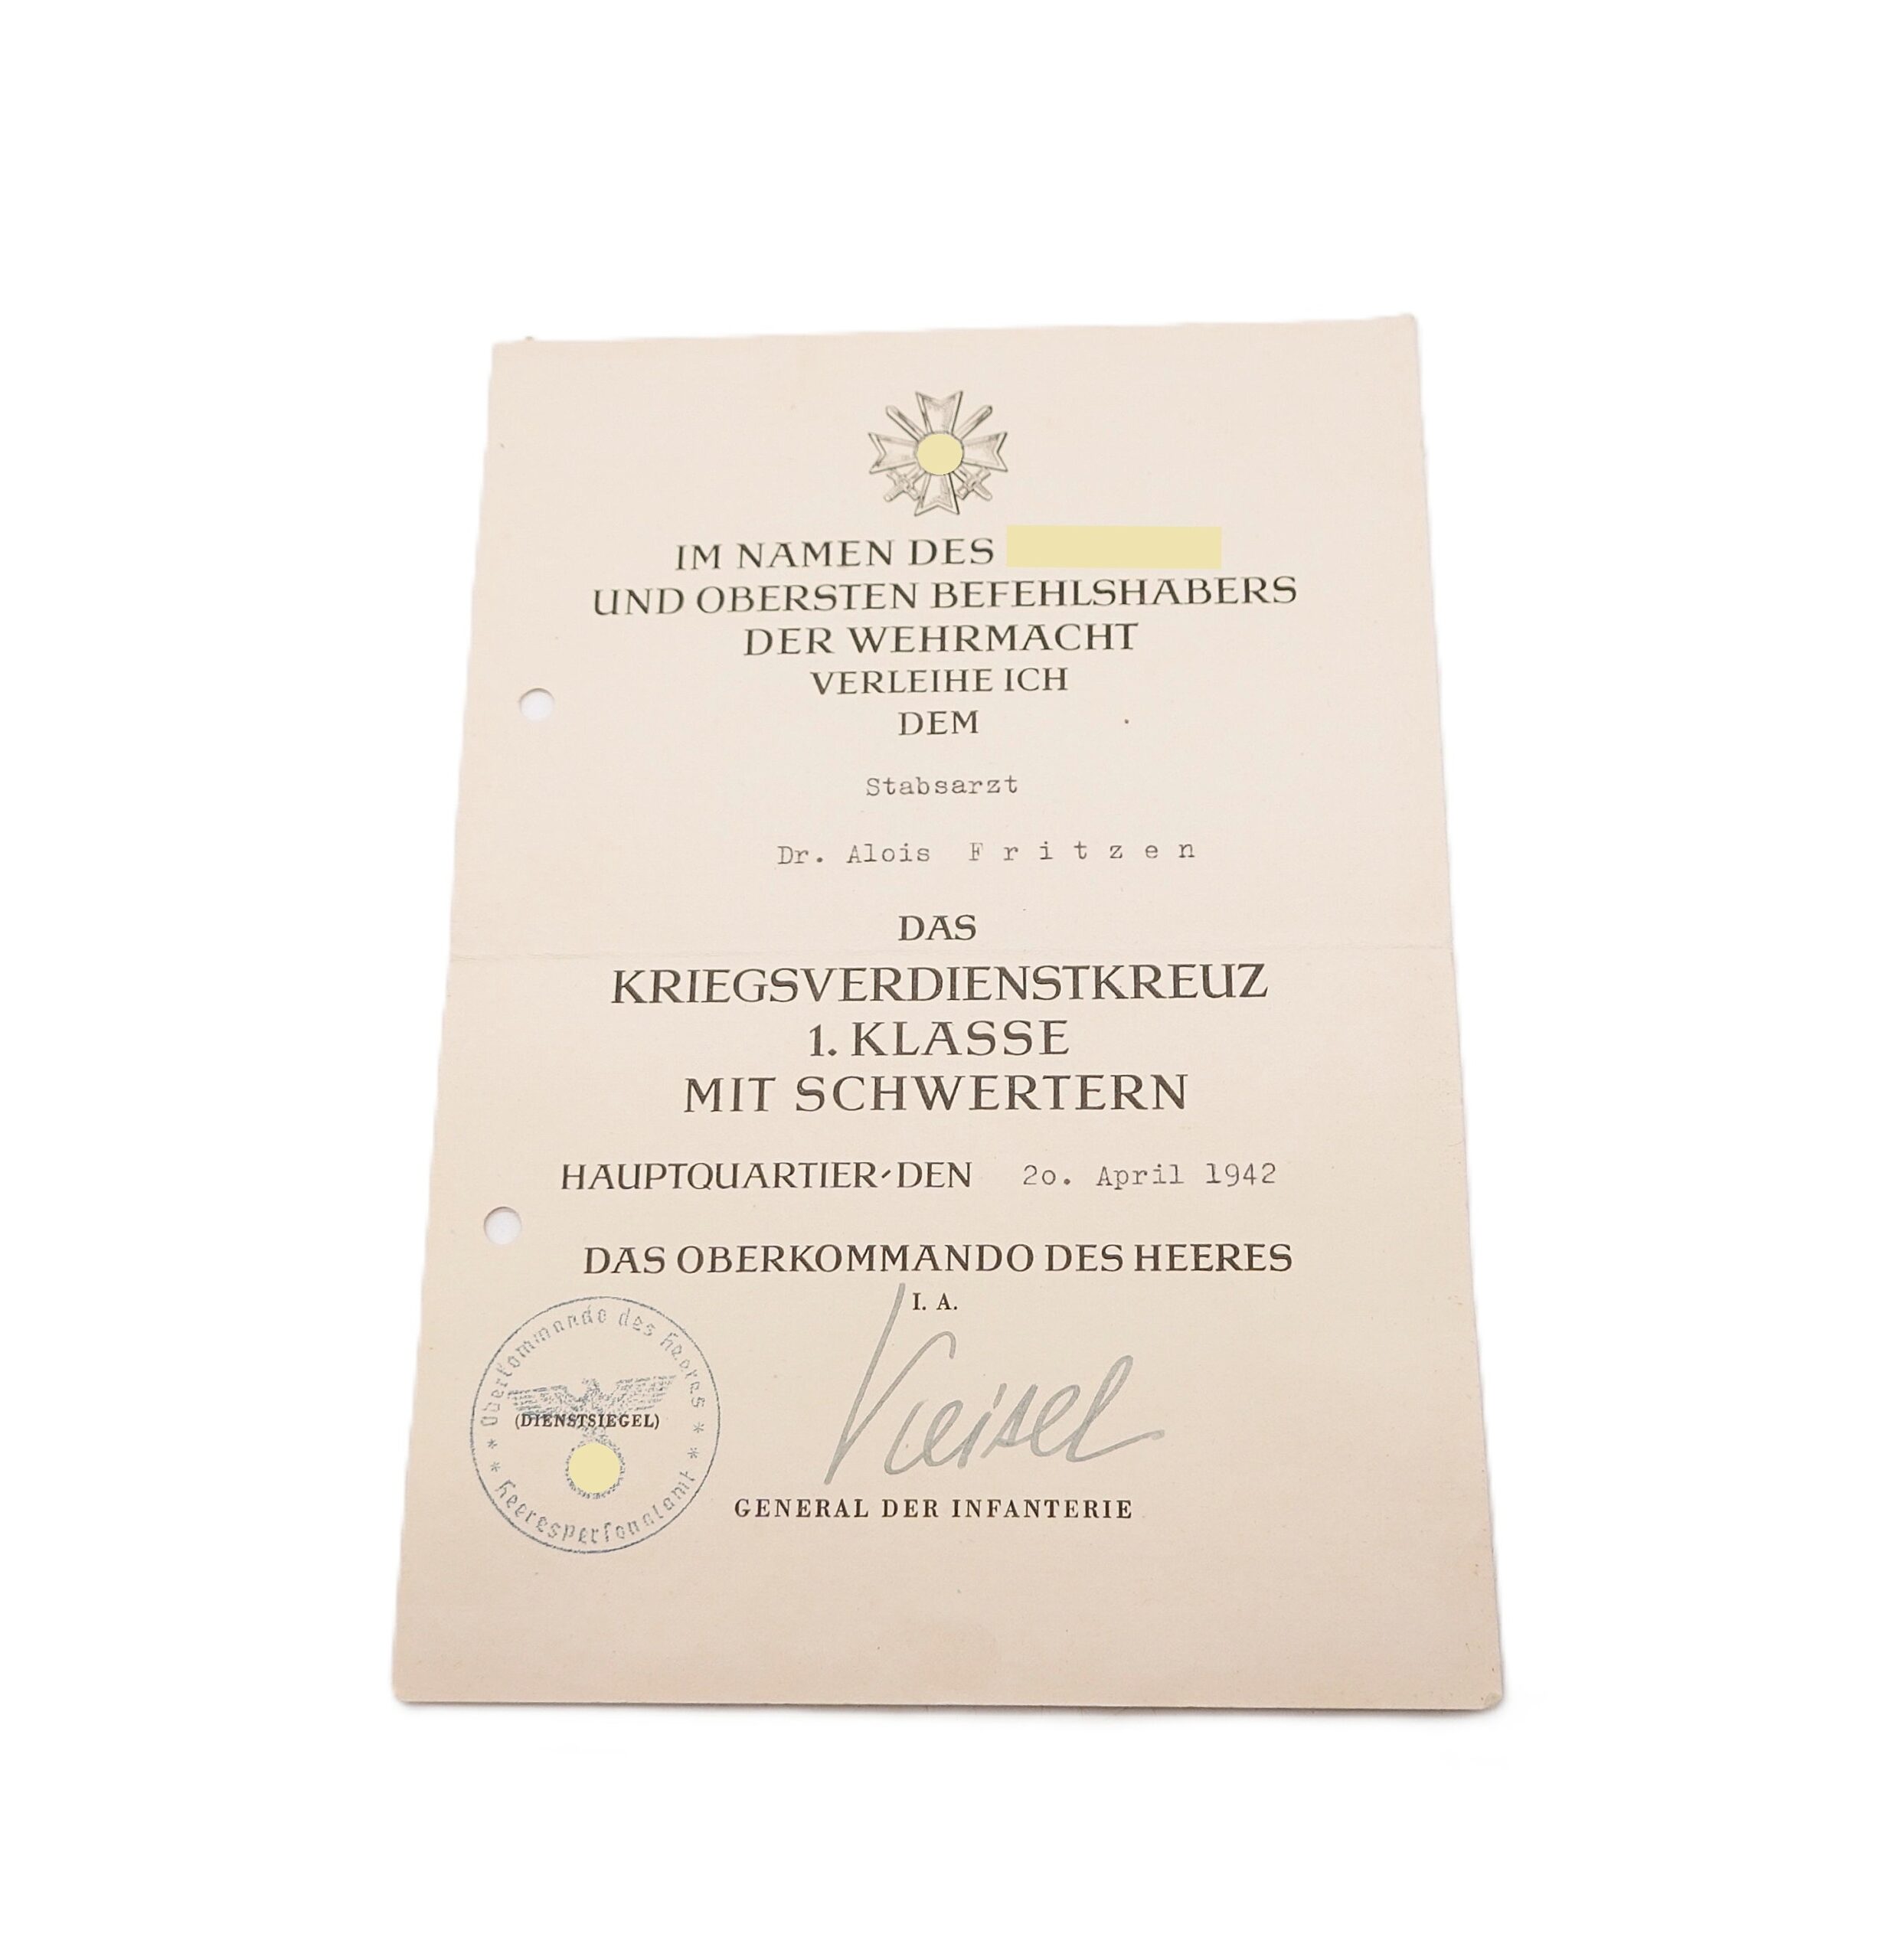 IM NAMEN DES
UND OBERSTEN BEFEHLSHABERS
DER WEHRMACHT
VERLEIHE ICH
DEM
Stabsarzt
Dr. Alois F r i t z e n
DAS
KRIEGSVERDIENSTKREUZ
1. KLASSE
MIT SCHWERTERN
HAUPTQUARTIER, DEN 2o. April 1942
DAS OBERKOMMANDO DES HEERES
I. A.
Oberkommando des Heeres
(DIENSTSIEGEL)
Heerespersonalamt
Keitel
GENERAL DER INFANTERIE